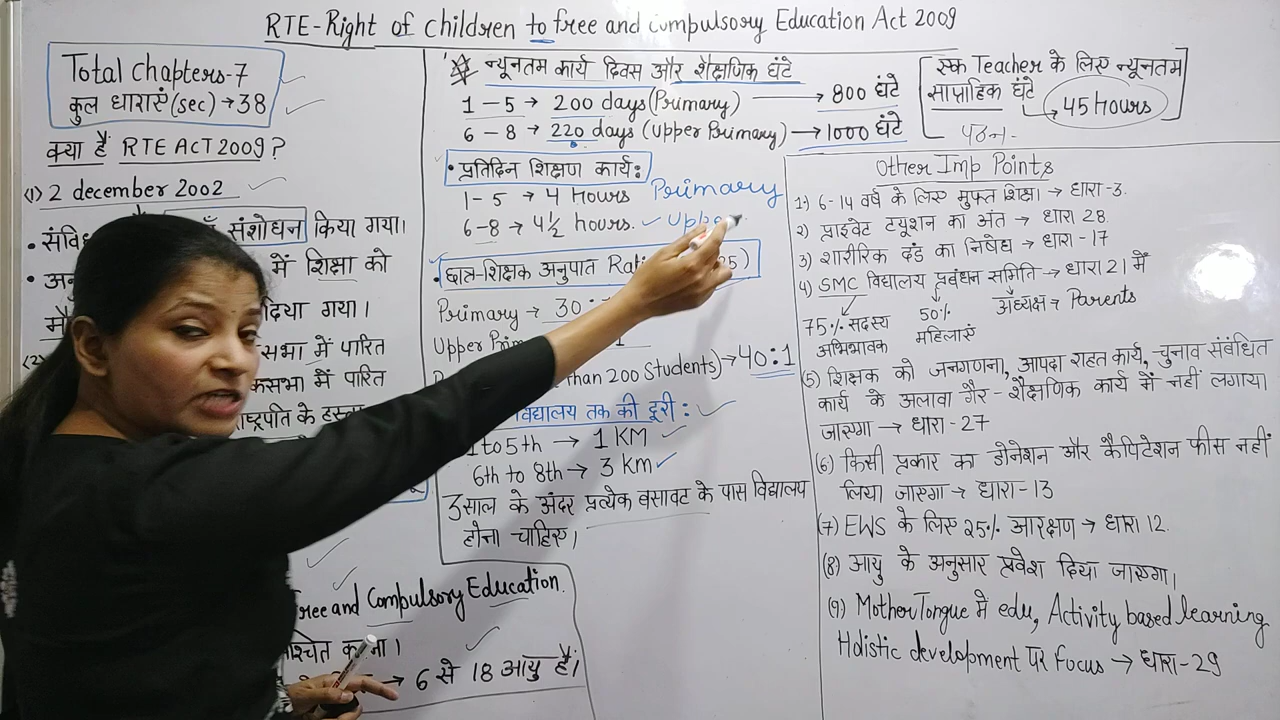 RTE-Right of Children to free and compulsory Education Act 2009
Total Chapters-7
कुल धाराएं (sec) → 38
क्या है RTE ACT 2009?
(1) 2 december 2002
संशोधन किया गया।
में शिक्षा को
दिया गया।
सभा में पारित
कसभा में पारित
ष्ट्रपति के हस्ता
ree and Compulsory Education.
श्चित करना।
→ 6 से 18 आयु है।
न्यूनतम कार्य दिवस और शैक्षणिक घंटे
1 – 5 → 200 days (Primary) → 800 घंटे
6 – 8 → 220 days (Upper Primary) → 1000 घंटे
• प्रतिदिन शिक्षण कार्य:
1 – 5 → 4 Hours Primary
6 – 8 → 4½ hours. Uppe
• छात्र-शिक्षक अनुपात Rati 25)
Primary → 30:
Upper Prim
than 200 Students) → 40:1
विद्यालय तक की दूरी:
1 to 5th → 1 KM
6th to 8th → 3 Km
3 साल के अंदर प्रत्येक बसावट के पास विद्यालय
होना चाहिए।
एक Teacher के लिए न्यूनतम
साप्ताहिक घंटे
→ 45 Hours
Other Imp Points
1) 6-14 वर्ष के लिए मुफ्त शिक्षा → धारा-3.
2) प्राइवेट ट्यूशन का अंत → धारा 28.
3) शारीरिक दंड का निषेध → धारा-17
4) SMC विद्यालय प्रबंधन समिति → धारा 21 में
75% सदस्य अभिभावक
50% महिलाएं
अध्यक्ष → Parents
(5) शिक्षक को जनगणना, आपदा राहत कार्य, चुनाव संबंधित
कार्य के अलावा गैर-शैक्षणिक कार्य में नहीं लगाया
जाएगा → धारा-27
(6) किसी प्रकार का डोनेशन और कैपिटेशन फीस नहीं
लिया जाएगा → धारा-13
(7) EWS के लिए 25% आरक्षण → धारा 12.
(8) आयु के अनुसार प्रवेश दिया जाएगा।
(9) Mother Tongue में edu, Activity based learning
Holistic development पर focus → धारा-29